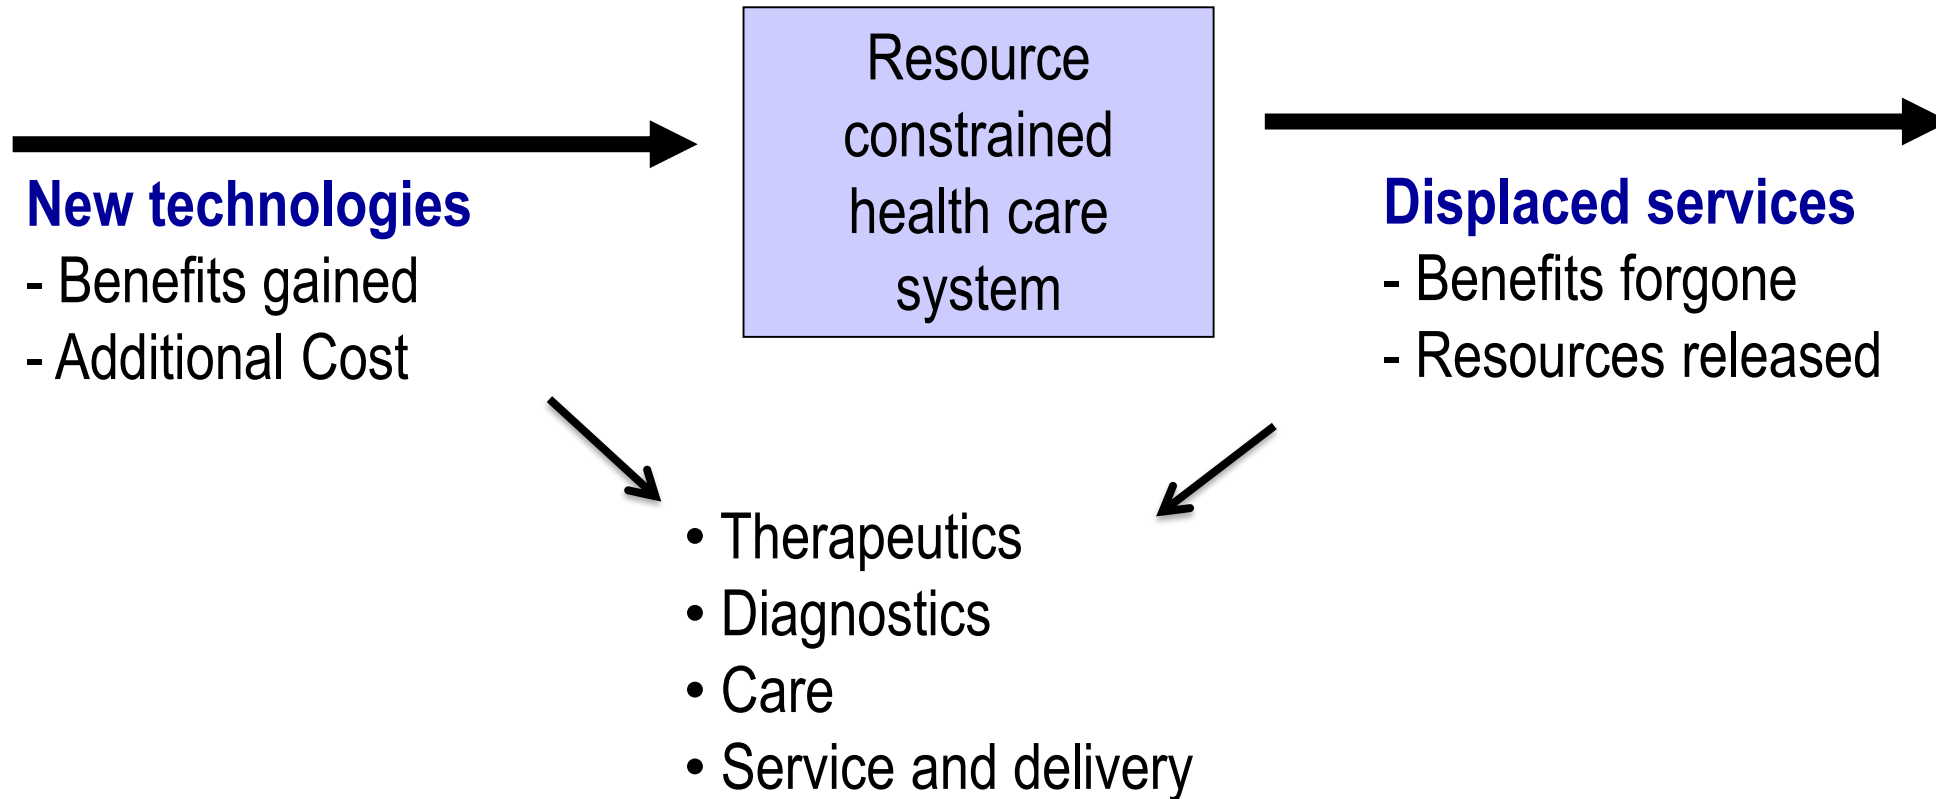 Resource
constrained
health care
system
New technologies
- Benefits gained
- Additional Cost
Displaced services
- Benefits forgone
- Resources released
• Therapeutics
• Diagnostics
• Care
• Service and delivery